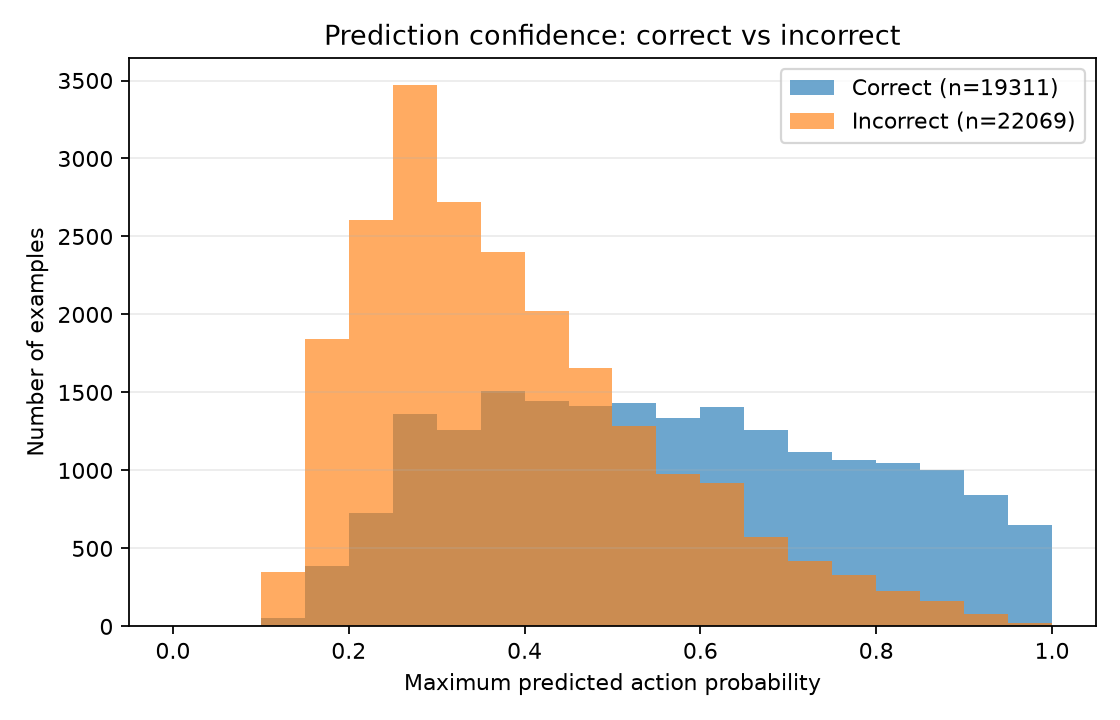 Prediction confidence: correct vs incorrect
Correct (n=19311)
Incorrect (n=22069)
Number of examples
3500
3000
2500
2000
1500
1000
500
0
0.0 0.2 0.4 0.6 0.8 1.0
Maximum predicted action probability